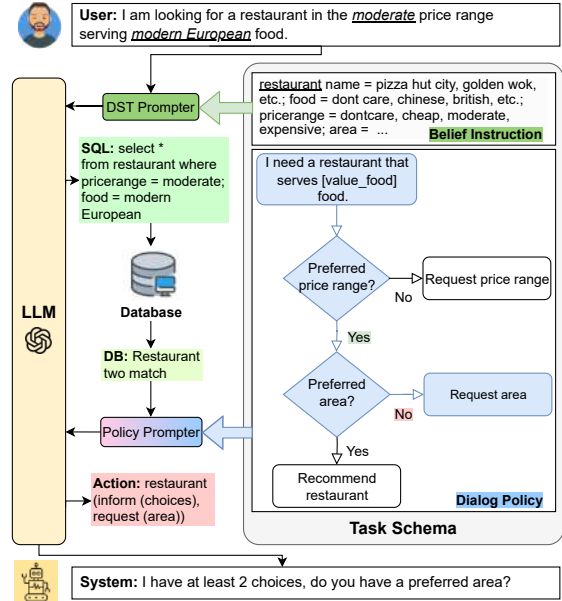 User: I am looking for a restaurant in the moderate price range
serving modern European food.
DST Prompter
restaurant name = pizza hut city, golden wok,
etc.; food = dont care, chinese, british, etc.;
pricerange = dontcare, cheap, moderate,
expensive; area = ...
Belief Instruction
SQL: select *
from restaurant where
pricerange = moderate;
food = modern
European
I need a restaurant that
serves [value_food]
food.
Preferred
price range?
No
Request price range
Database
LLM
Yes
DB: Restaurant
two match
Preferred
area?
No
Request area
Policy Prompter
Yes
Action: restaurant
(inform (choices),
request (area))
Recommend
restaurant
Dialog Policy
Task Schema
System: I have at least 2 choices, do you have a preferred area?